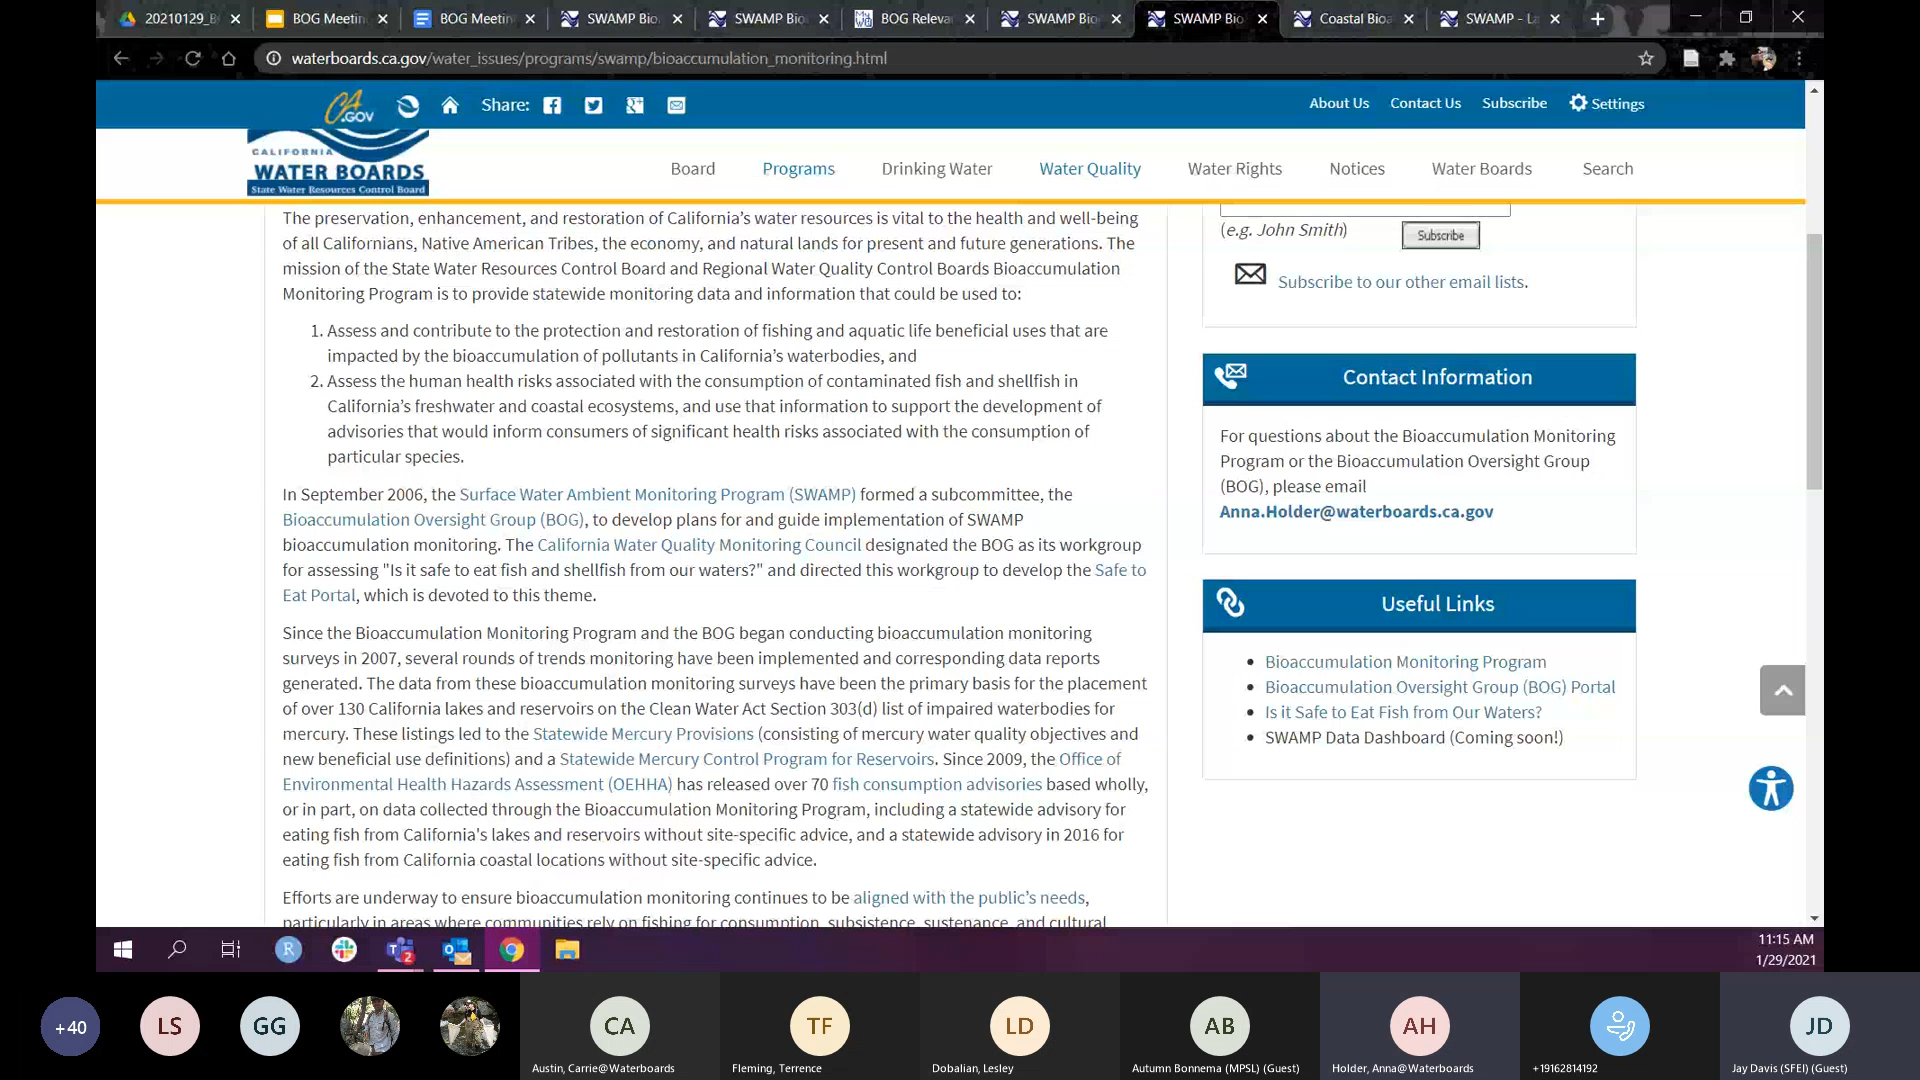 20210129_B
BOG Meetin
BOG Meetin
SWAMP Bio
SWAMP Bio
BOG Releva
SWAMP Bio
SWAMP Bio
Coastal Bioa
SWAMP - La
waterboards.ca.gov/water_issues/programs/swamp/bioaccumulation_monitoring.html
CA.GOV
Share:
About Us
Contact Us
Subscribe
Settings
CALIFORNIA
WATER BOARDS
State Water Resources Control Board
Board
Programs
Drinking Water
Water Quality
Water Rights
Notices
Water Boards
Search
The preservation, enhancement, and restoration of California’s water resources is vital to the health and well-being
of all Californians, Native American Tribes, the economy, and natural lands for present and future generations. The
mission of the State Water Resources Control Board and Regional Water Quality Control Boards Bioaccumulation
Monitoring Program is to provide statewide monitoring data and information that could be used to:
1. Assess and contribute to the protection and restoration of fishing and aquatic life beneficial uses that are
impacted by the bioaccumulation of pollutants in California’s waterbodies, and
2. Assess the human health risks associated with the consumption of contaminated fish and shellfish in
California’s freshwater and coastal ecosystems, and use that information to support the development of
advisories that would inform consumers of significant health risks associated with the consumption of
particular species.
In September 2006, the Surface Water Ambient Monitoring Program (SWAMP) formed a subcommittee, the
Bioaccumulation Oversight Group (BOG), to develop plans for and guide implementation of SWAMP
bioaccumulation monitoring. The California Water Quality Monitoring Council designated the BOG as its workgroup
for assessing "Is it safe to eat fish and shellfish from our waters?" and directed this workgroup to develop the Safe to
Eat Portal, which is devoted to this theme.
Since the Bioaccumulation Monitoring Program and the BOG began conducting bioaccumulation monitoring
surveys in 2007, several rounds of trends monitoring have been implemented and corresponding data reports
generated. The data from these bioaccumulation monitoring surveys have been the primary basis for the placement
of over 130 California lakes and reservoirs on the Clean Water Act Section 303(d) list of impaired waterbodies for
mercury. These listings led to the Statewide Mercury Provisions (consisting of mercury water quality objectives and
new beneficial use definitions) and a Statewide Mercury Control Program for Reservoirs. Since 2009, the Office of
Environmental Health Hazards Assessment (OEHHA) has released over 70 fish consumption advisories based wholly,
or in part, on data collected through the Bioaccumulation Monitoring Program, including a statewide advisory for
eating fish from California's lakes and reservoirs without site-specific advice, and a statewide advisory in 2016 for
eating fish from California coastal locations without site-specific advice.
Efforts are underway to ensure bioaccumulation monitoring continues to be aligned with the public’s needs,
particularly in areas where communities rely on fishing for consumption, subsistence, sustenance, and cultural
(e.g. John Smith)
Subscribe
Subscribe to our other email lists.
Contact Information
For questions about the Bioaccumulation Monitoring
Program or the Bioaccumulation Oversight Group
(BOG), please email
Anna.Holder@waterboards.ca.gov
Useful Links
Bioaccumulation Monitoring Program
Bioaccumulation Oversight Group (BOG) Portal
Is it Safe to Eat Fish from Our Waters?
SWAMP Data Dashboard (Coming soon!)
R
T
2
11:15 AM
1/29/2021
+40
LS
GG
CA
TF
LD
AB
AH
JD
Austin, Carrie@Waterboards
Fleming, Terrence
Dobalian, Lesley
Autumn Bonnema (MPSL) (Guest)
Holder, Anna@Waterboards
+19162814192
Jay Davis (SFEI) (Guest)